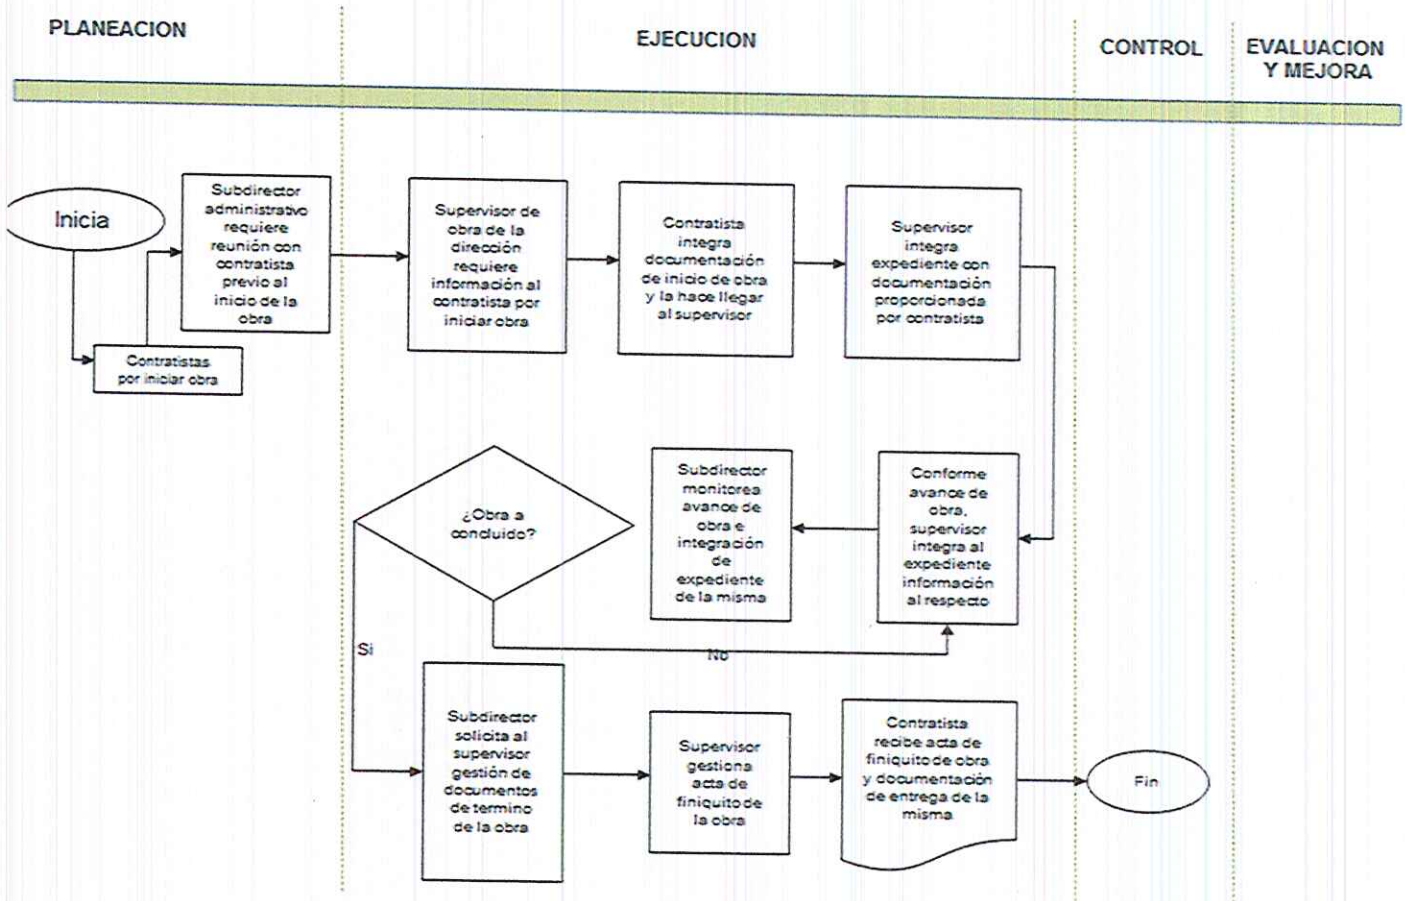 PLANEACION
EJECUCION
CONTROL
EVALUACION
Y MEJORA
Inicia
Contratistas
por iniciar obra
Subdirector
administrativo
requiere
reunión con
contratista
previo al
inicio de la
obra
Supervisor de
obra de la
dirección
requiere
información al
contratista por
iniciar obra
Contratista
integra
documentación
de inicio de obra
y la hace llegar
al supervisor
Supervisor
integra
expediente con
documentación
proporcionada
por contratista
Conforme
avance de
obra,
supervisor
integra al
expediente
información
al respecto
Subdirector
monitorea
avance de
obra e
integración
de
expediente
de la misma
¿Obra a
concluido?
Si
No
Subdirector
solicita al
supervisor
gestión de
documentos
de termino
de la obra
Supervisor
gestiona
acta de
finiquito de
la obra
Contratista
recibe acta de
finiquito de obra
y documentación
de entrega de la
misma
Fin